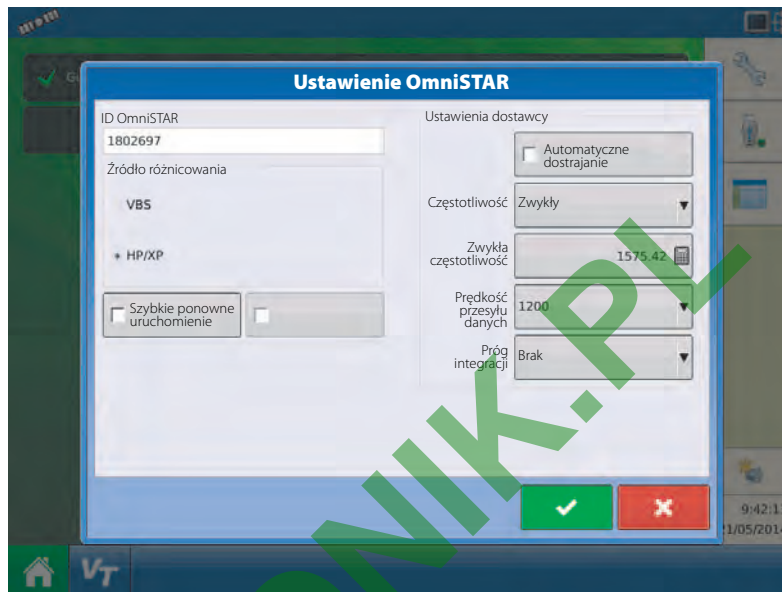 Ustawienie OmniSTAR
ID OmniSTAR
1802697
Źródło różnicowania
VBS
HP/XP
Szybkie ponowne
uruchomienie
Ustawienia dostawcy
Automatyczne
dostrajanie
Częstotliwość
Zwykły
Zwykła
częstotliwość
1575.42
Prędkość
przesyłu
danych
1200
Próg
integracji
Brak
9:42:1
1/05/2014
VT
ONIK.PL